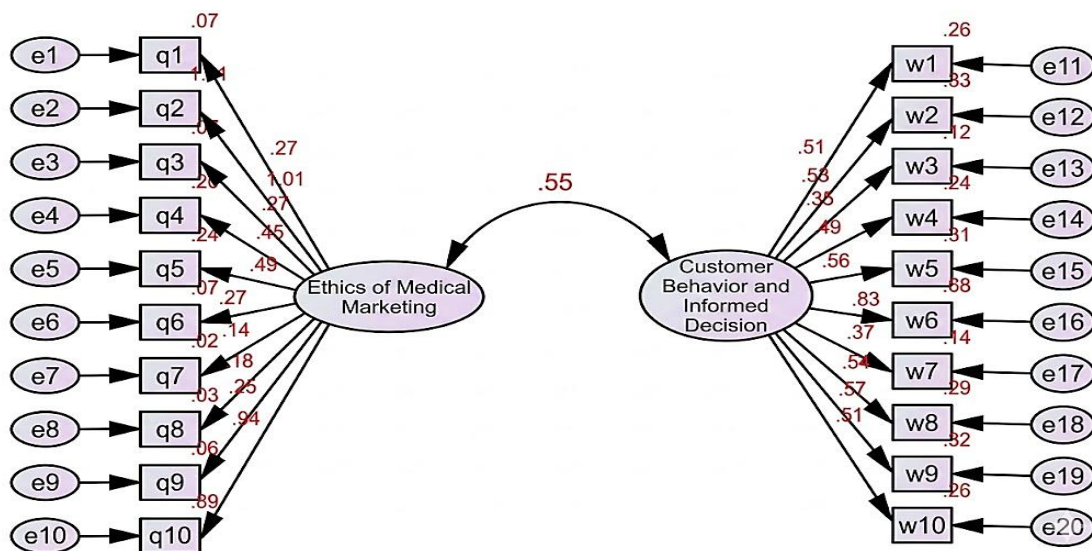 .07
e1
q1
e2
q2
.07
e3
q3
.20
e4
q4
.24
e5
q5
.07
e6
q6
.02
e7
q7
.03
e8
q8
.06
e9
q9
.89
e10
q10
.27
1.01
.27
.45
.49
.27
.14
.18
.25
.94
Ethics of Medical
Marketing
.55
Customer
Behavior and
Informed
Decision
.51
.35
.49
.56
.83
.37
.54
.57
.51
.26
w1
e11
.33
w2
e12
.12
w3
e13
.24
w4
e14
.31
w5
e15
.68
w6
e16
.14
w7
e17
.29
w8
e18
.32
w9
e19
.26
w10
e20